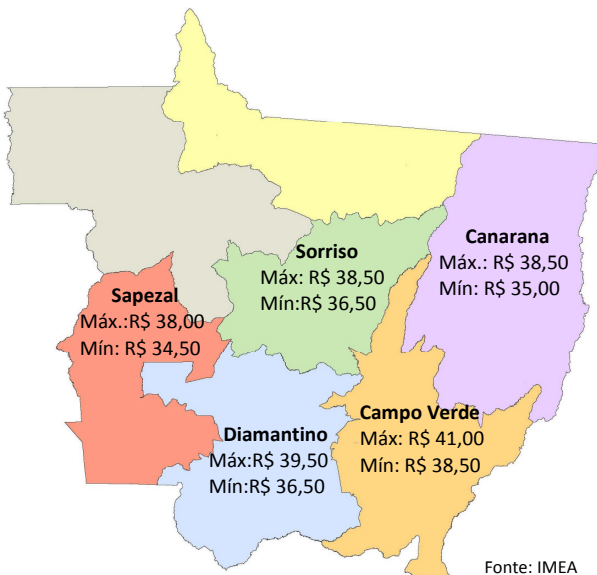 Canarana
Máx.: R$ 38,50
Mín: R$ 35,00
Sorriso
Máx: R$ 38,50
Mín:R$ 36,50
Sapezal
Máx.:R$ 38,00
Mín: R$ 34,50
Campo Verde
Máx: R$ 41,00
Mín: R$ 38,50
Diamantino
Máx:R$ 39,50
Mín:R$ 36,50
Fonte: IMEA